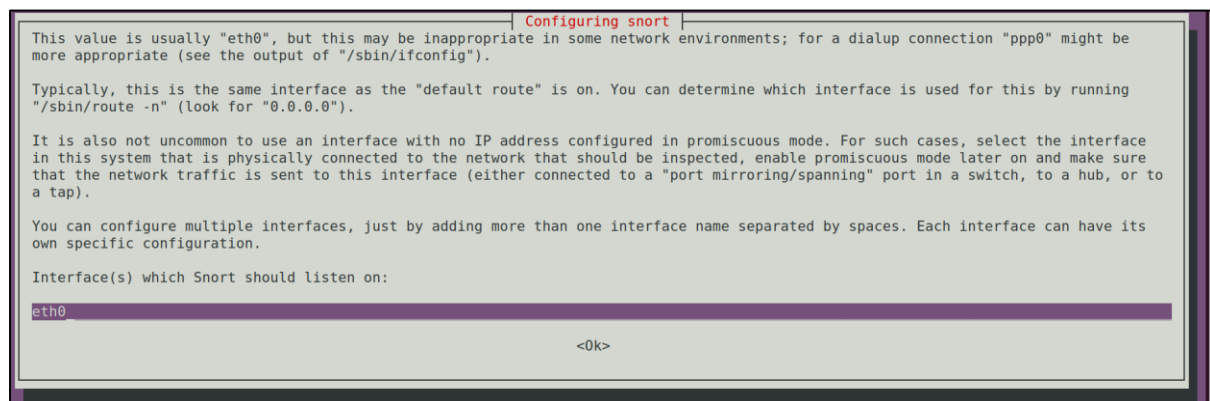 Configuring snort
This value is usually "eth0", but this may be inappropriate in some network environments; for a dialup connection "ppp0" might be
more appropriate (see the output of "/sbin/ifconfig").
Typically, this is the same interface as the "default route" is on. You can determine which interface is used for this by running
"/sbin/route -n" (look for "0.0.0.0").
It is also not uncommon to use an interface with no IP address configured in promiscuous mode. For such cases, select the interface
in this system that is physically connected to the network that should be inspected, enable promiscuous mode later on and make sure
that the network traffic is sent to this interface (either connected to a "port mirroring/spanning" port in a switch, to a hub, or to
a tap).
You can configure multiple interfaces, just by adding more than one interface name separated by spaces. Each interface can have its
own specific configuration.
Interface(s) which Snort should listen on:
eth0
<Ok>